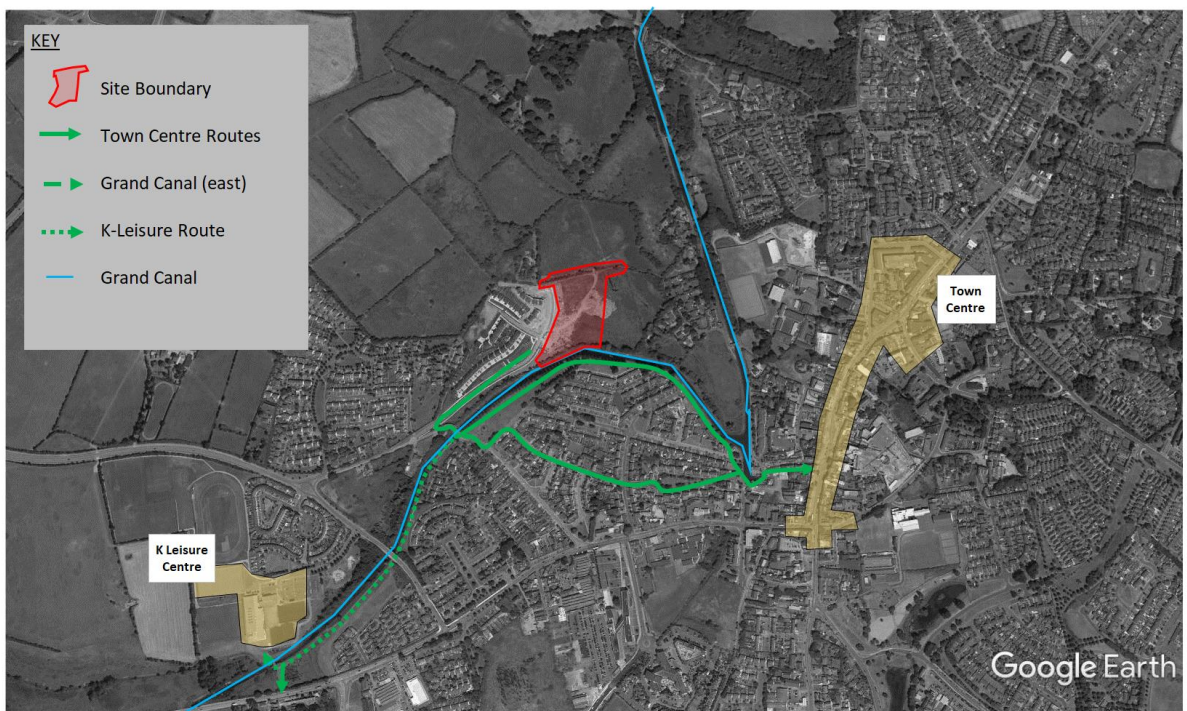 KEY
Site Boundary
Town Centre Routes
Grand Canal (east)
K-Leisure Route
Grand Canal
Town
Centre
K Leisure
Centre
Google Earth